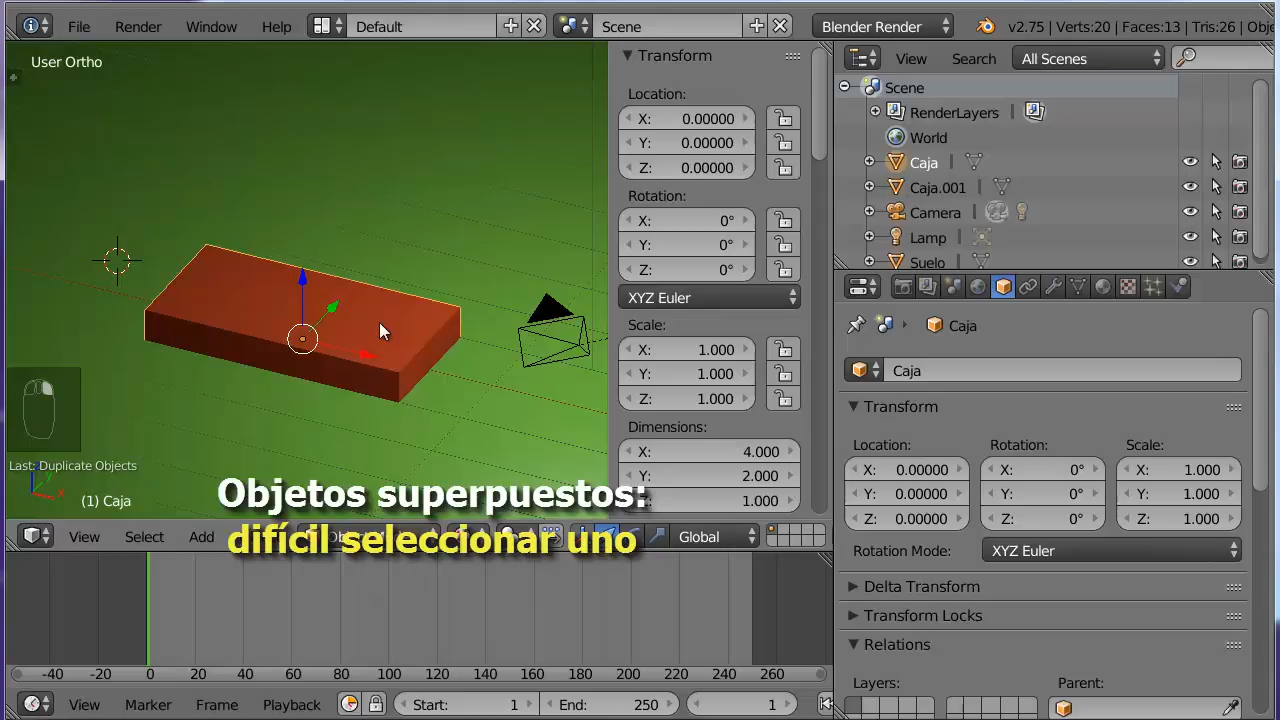 File Render Window Help Default Scene Blender Render v2.75 | Verts:20 | Faces:13 | Tris:26 | Obje
User Ortho
Transform
Location:
X: 0.00000
Y: 0.00000
Z: 0.00000
Rotation:
X: 0°
Y: 0°
Z: 0°
XYZ Euler
Scale:
X: 1.000
Y: 1.000
Z: 1.000
Dimensions:
X: 4.000
Y: 2.000
1.000
Last: Duplicate Objects
(1) Caja
Objetos superpuestos:
difícil seleccionar uno
View Select Add Global
-40 -20 0 20 40 60 80 100 120 140 160 180 200 220 240 260
View Marker Frame Playback Start: 1 End: 250 1
View Search All Scenes
Scene
RenderLayers
World
Caja
Caja.001
Camera
Lamp
Suelo
Caja
Caja
Transform
Location: Rotation: Scale:
X: 0.00000 X: 0° X: 1.000
Y: 0.00000 Y: 0° Y: 1.000
Z: 0.00000 Z: 0° Z: 1.000
Rotation Mode: XYZ Euler
Delta Transform
Transform Locks
Relations
Layers: Parent: